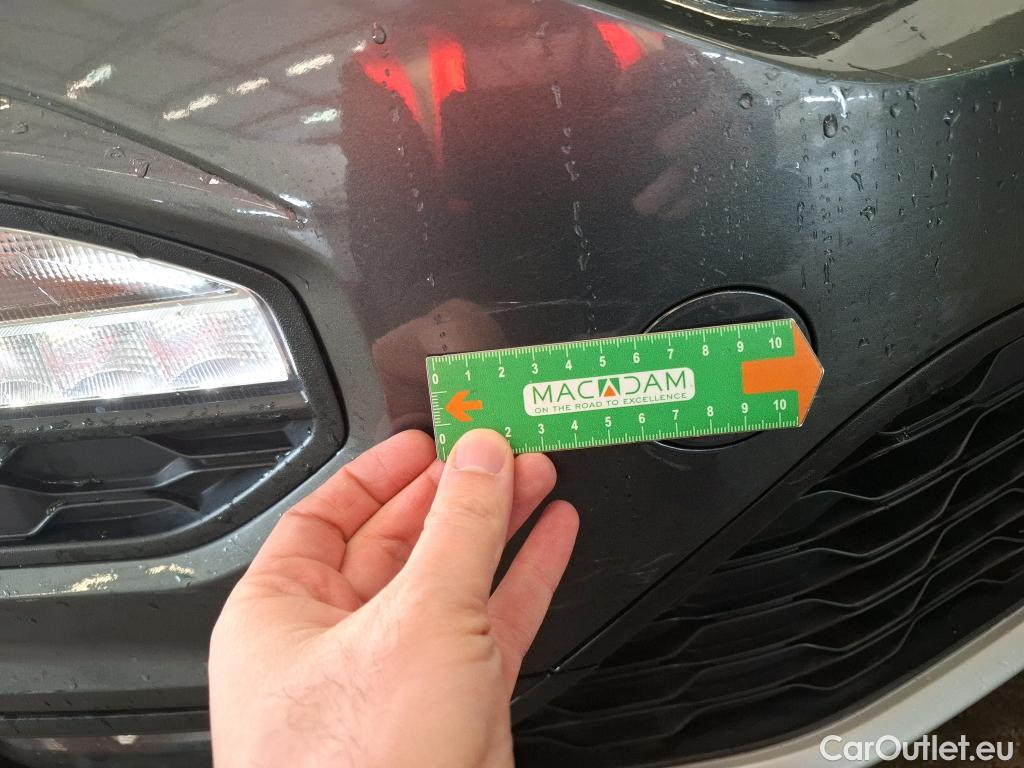 0 1 2 3 4 5 6 7 8 9 10
MACADAM
ON THE ROAD TO EXCELLENCE
0 2 3 4 5 6 7 8 9 10
CarOutlet.eu